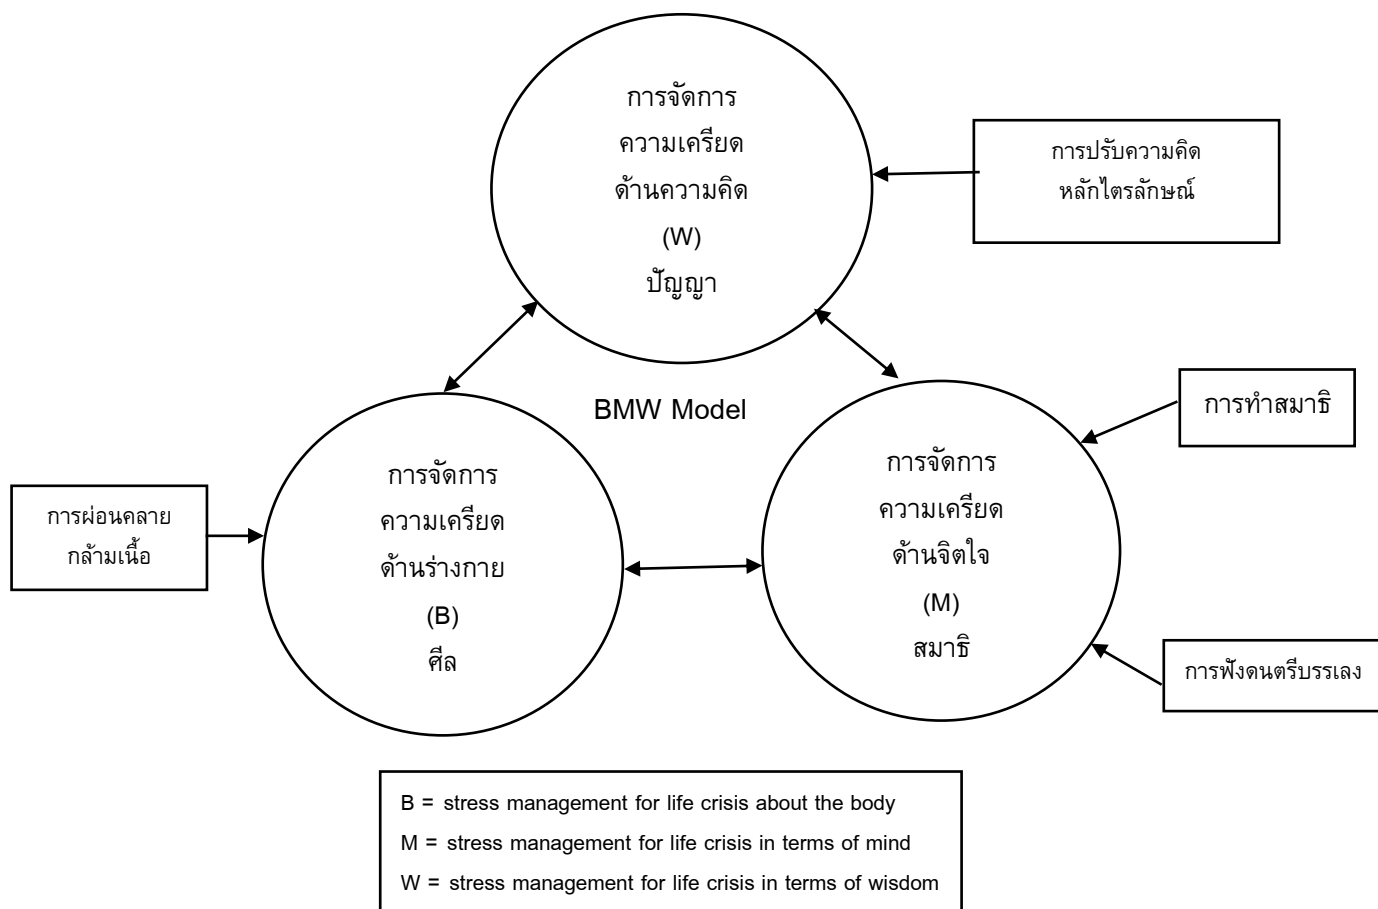 การจัดการ
ความเครียด
ด้านความคิด
(W)
ปัญญา
การปรับความคิด
หลักไตรลักษณ์
BMW Model
การทำสมาธิ
การจัดการ
ความเครียด
ด้านร่างกาย
(B)
ศีล
การจัดการ
ความเครียด
ด้านจิตใจ
(M)
สมาธิ
การผ่อนคลาย
กล้ามเนื้อ
การฟังดนตรีบรรเลง
B = stress management for life crisis about the body
M = stress management for life crisis in terms of mind
W = stress management for life crisis in terms of wisdom